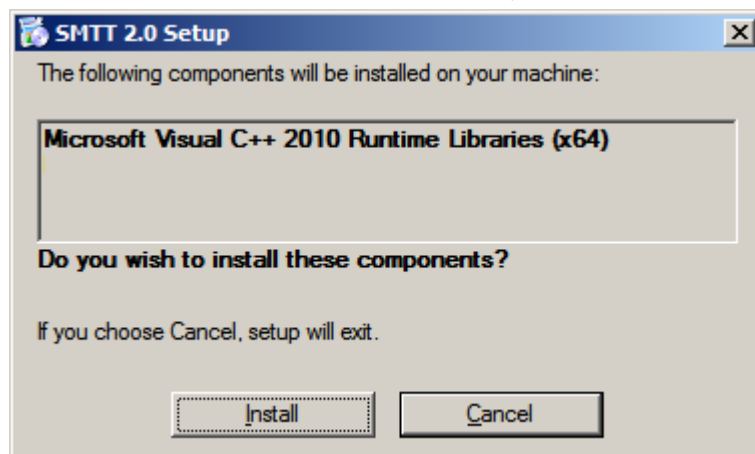 SMTT 2.0 Setup
The following components will be installed on your machine:
Microsoft Visual C++ 2010 Runtime Libraries (x64)
Do you wish to install these components?
If you choose Cancel, setup will exit.
Install Cancel